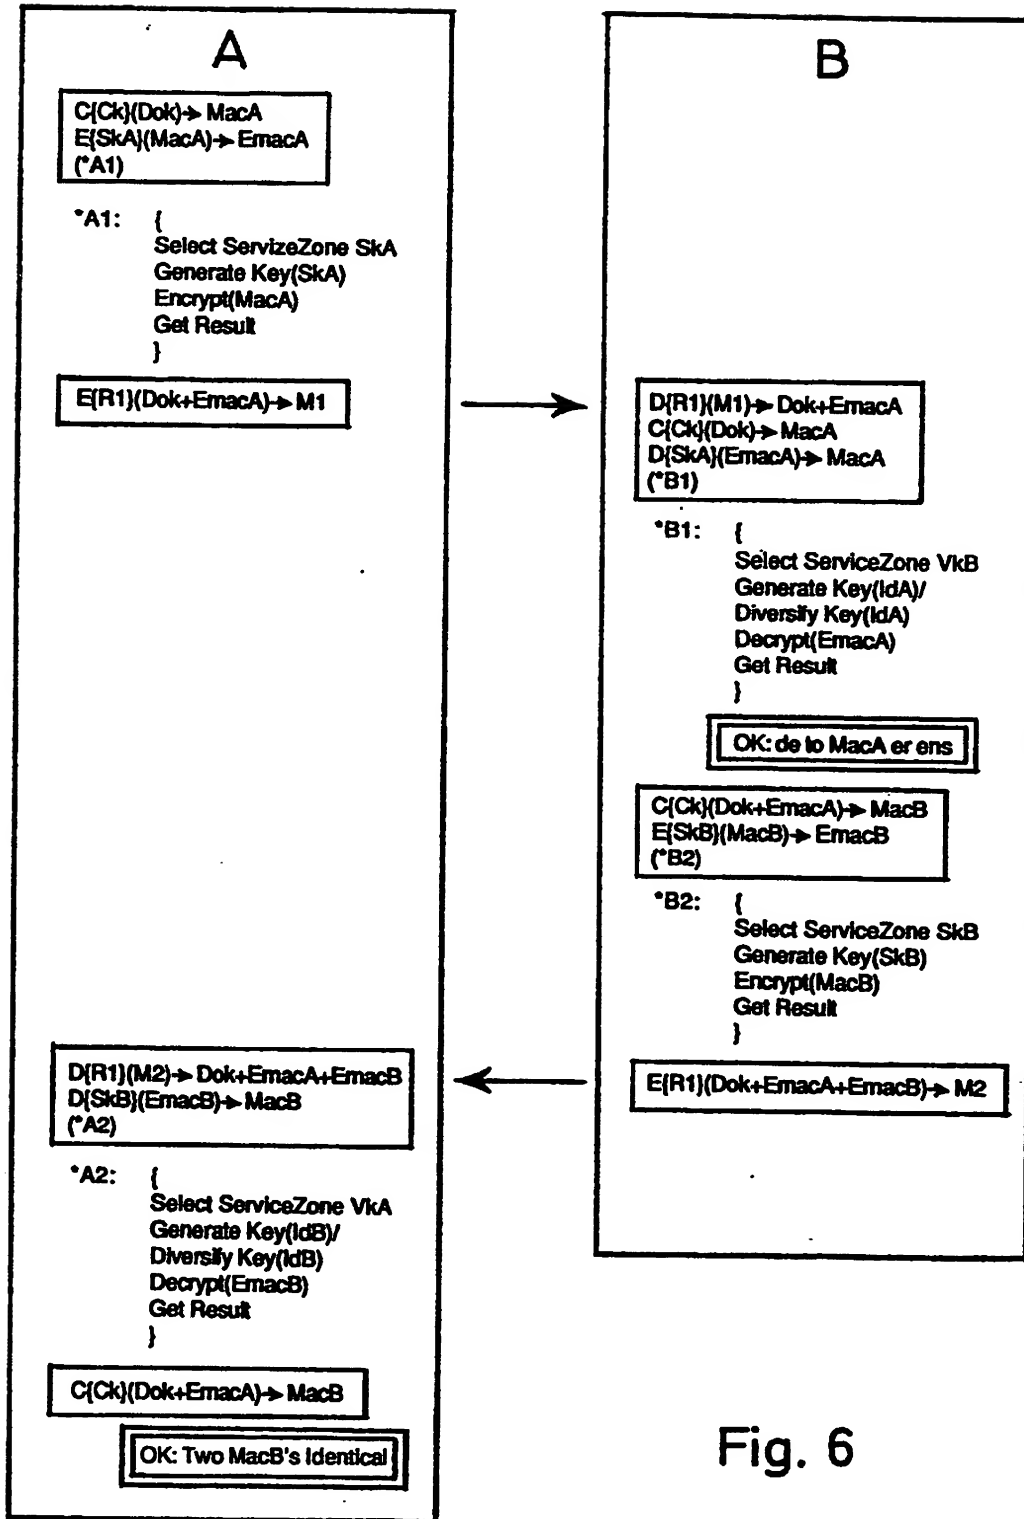 A
C{Ck}(Dok)→ MacA
E{SkA}(MacA)→ EmacA
(*A1)
*A1: {
Select ServizeZone SkA
Generate Key(SkA)
Encrypt(MacA)
Get Result
}
E{R1}(Dok+EmacA)→ M1
D{R1}(M2)→ Dok+EmacA+EmacB
D{SkB}(EmacB)→ MacB
(*A2)
*A2: {
Select ServiceZone VkA
Generate Key(IdB)/
Diversify Key(IdB)
Decrypt(EmacB)
Get Result
}
C{Ck}(Dok+EmacA)→ MacB
OK: Two MacB's Identical
B
D{R1}(M1)→ Dok+EmacA
C{Ck}(Dok)→ MacA
D{SkA}(EmacA)→ MacA
(*B1)
*B1: {
Select ServiceZone VkB
Generate Key(IdA)/
Diversify Key(IdA)
Decrypt(EmacA)
Get Result
}
OK: de to MacA er ens
C{Ck}(Dok+EmacA)→ MacB
E{SkB}(MacB)→ EmacB
(*B2)
*B2: {
Select ServiceZone SkB
Generate Key(SkB)
Encrypt(MacB)
Get Result
}
E{R1}(Dok+EmacA+EmacB)→ M2
Fig. 6